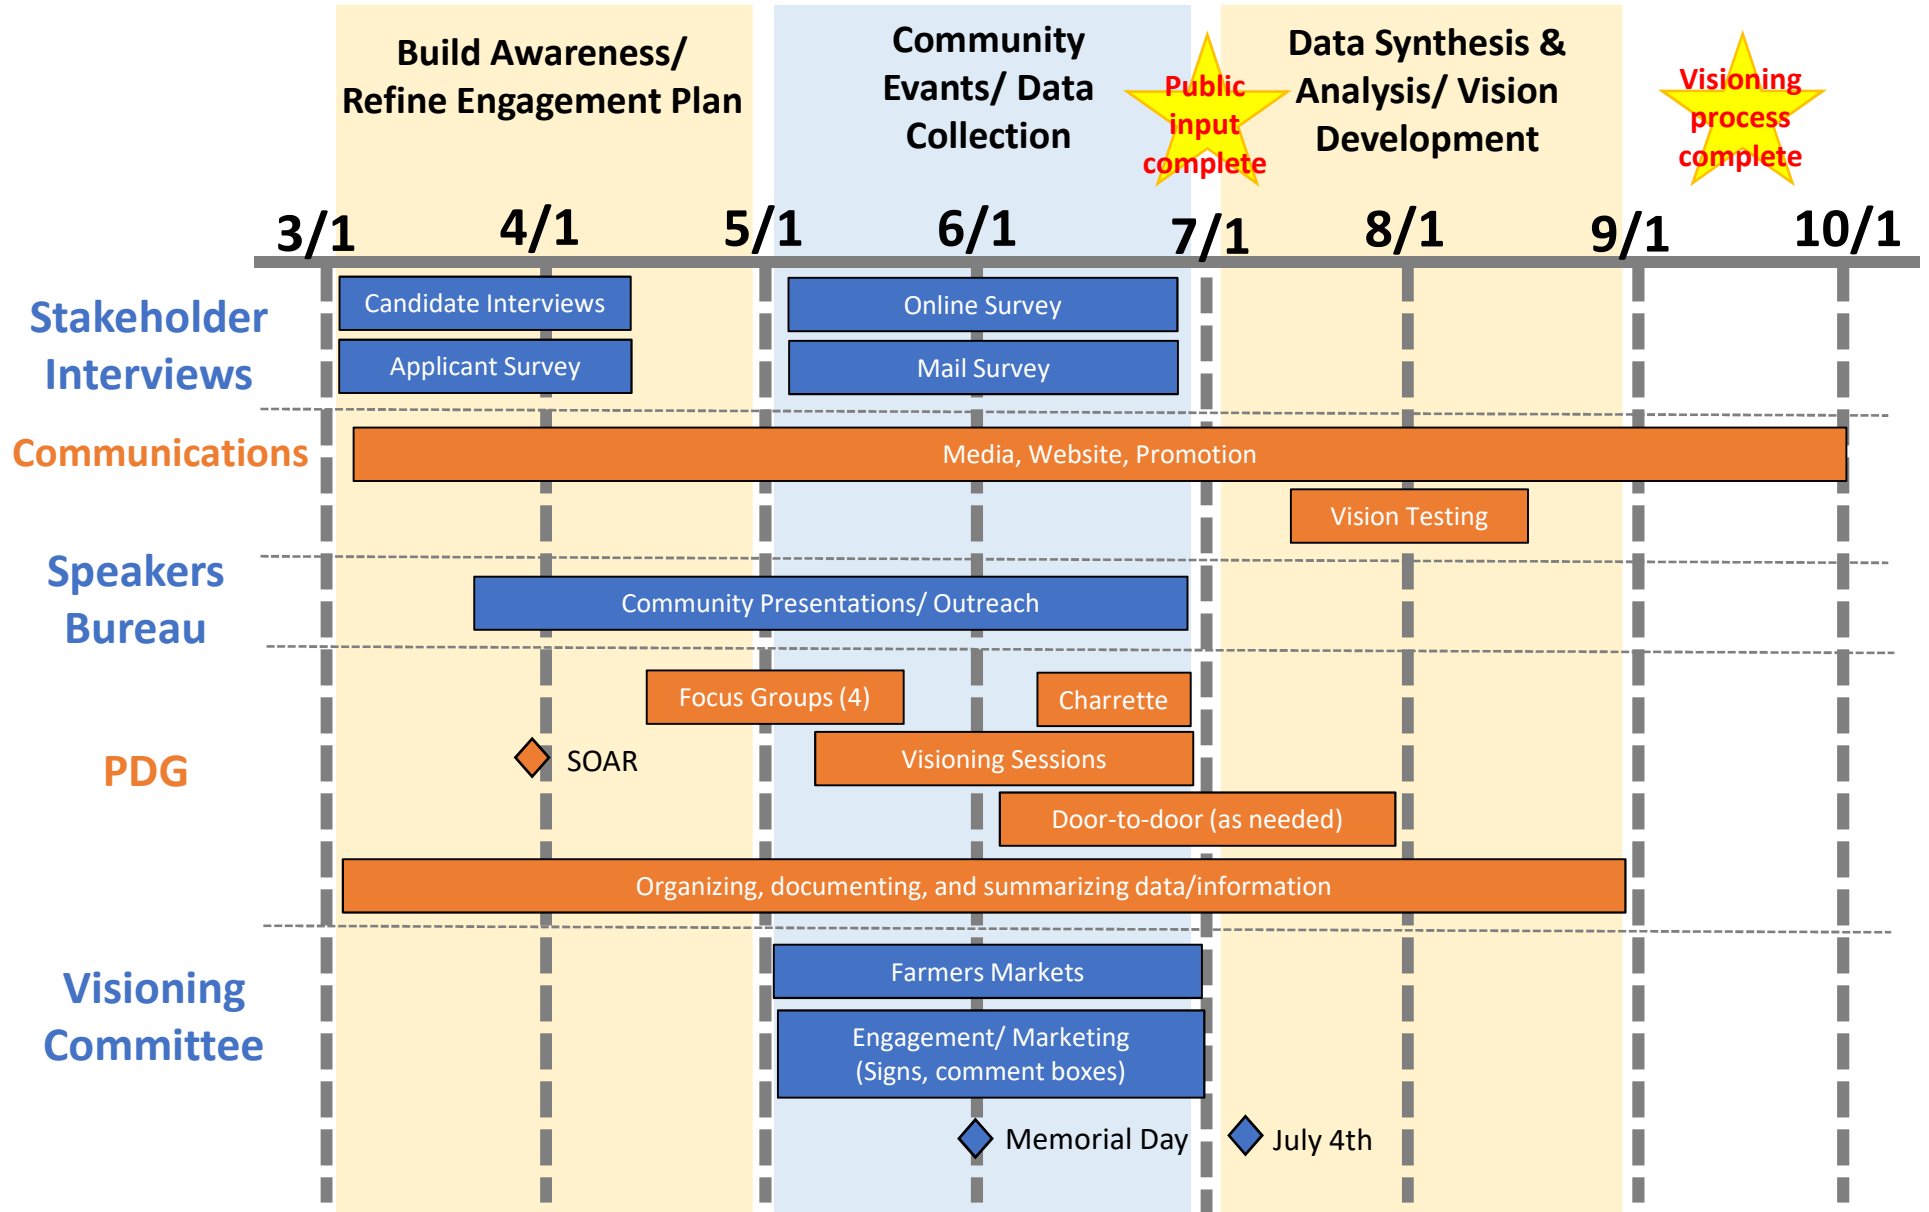 Build Awareness/
Refine Engagement Plan
Community
Evants/ Data
Collection
Public
input
complete
Data Synthesis &
Analysis/ Vision
Development
Visioning
process
complete
3/1
4/1
5/1
6/1
7/1
8/1
9/1
10/1
Stakeholder
Interviews
Candidate Interviews
Online Survey
Applicant Survey
Mail Survey
Communications
Media, Website, Promotion
Vision Testing
Speakers
Bureau
Community Presentations/ Outreach
PDG
Focus Groups (4)
Charrette
SOAR
Visioning Sessions
Door-to-door (as needed)
Organizing, documenting, and summarizing data/information
Visioning
Committee
Farmers Markets
Engagement/ Marketing
(Signs, comment boxes)
Memorial Day
July 4th